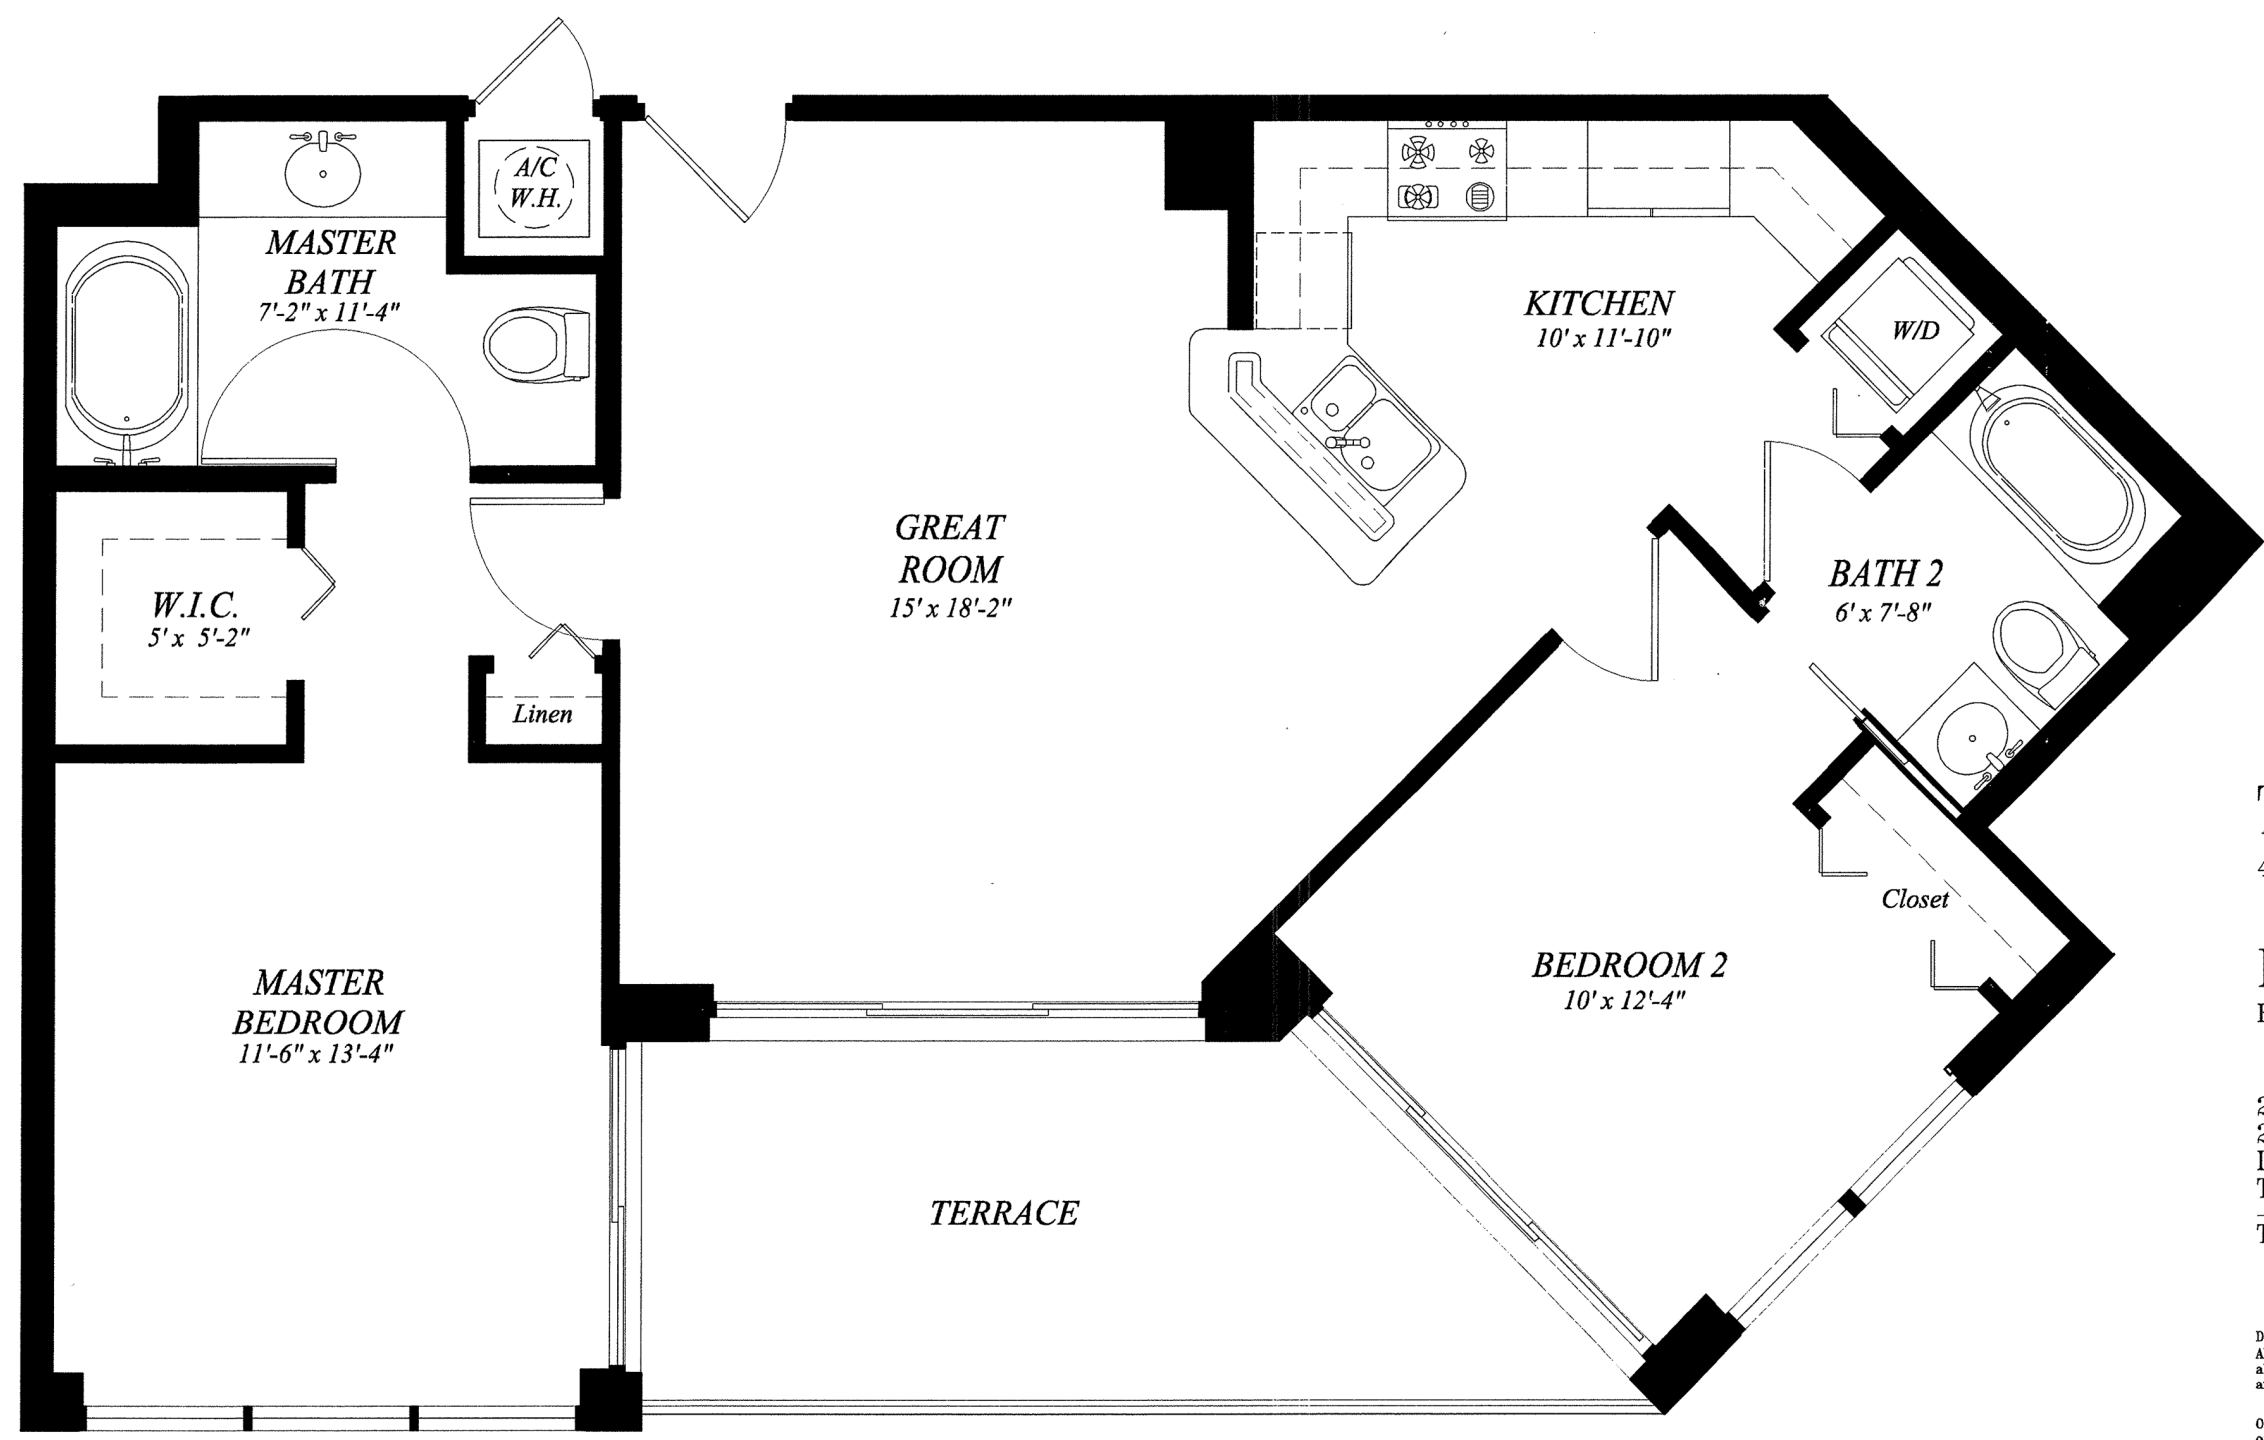 A/C
W.H.
MASTER
BATH
7'-2" x 11'-4"
KITCHEN
10' x 11'-10"
W/D
GREAT
ROOM
15' x 18'-2"
BATH 2
6' x 7'-8"
W.I.C.
5' x 5'-2"
Linen
Closet
MASTER
BEDROOM
11'-6" x 13'-4"
BEDROOM 2
10' x 12'-4"
TERRACE